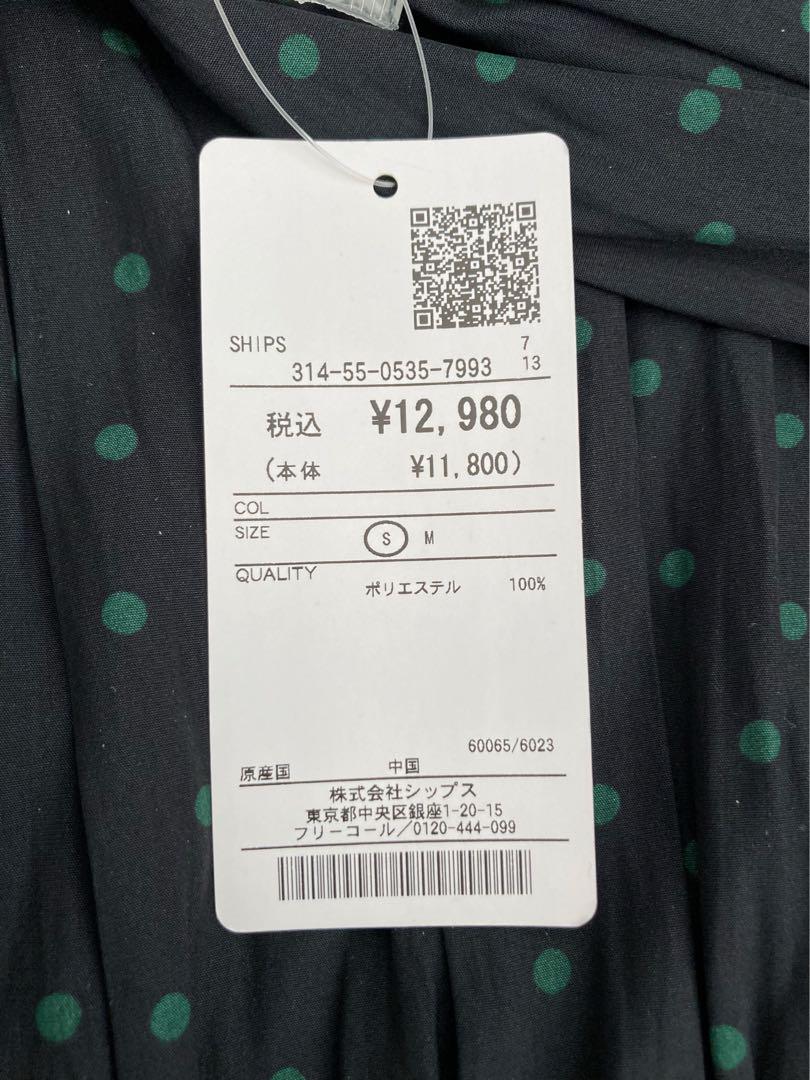 SHIPS 7
314-55-0535-7993 13
税込 ¥12,980
(本体 ¥11,800)
COL
SIZE S M
QUALITY
ポリエステル 100%
60065/6023
原産国 中国
株式会社シップス
東京都中央区銀座1-20-15
フリーコール/0120-444-099